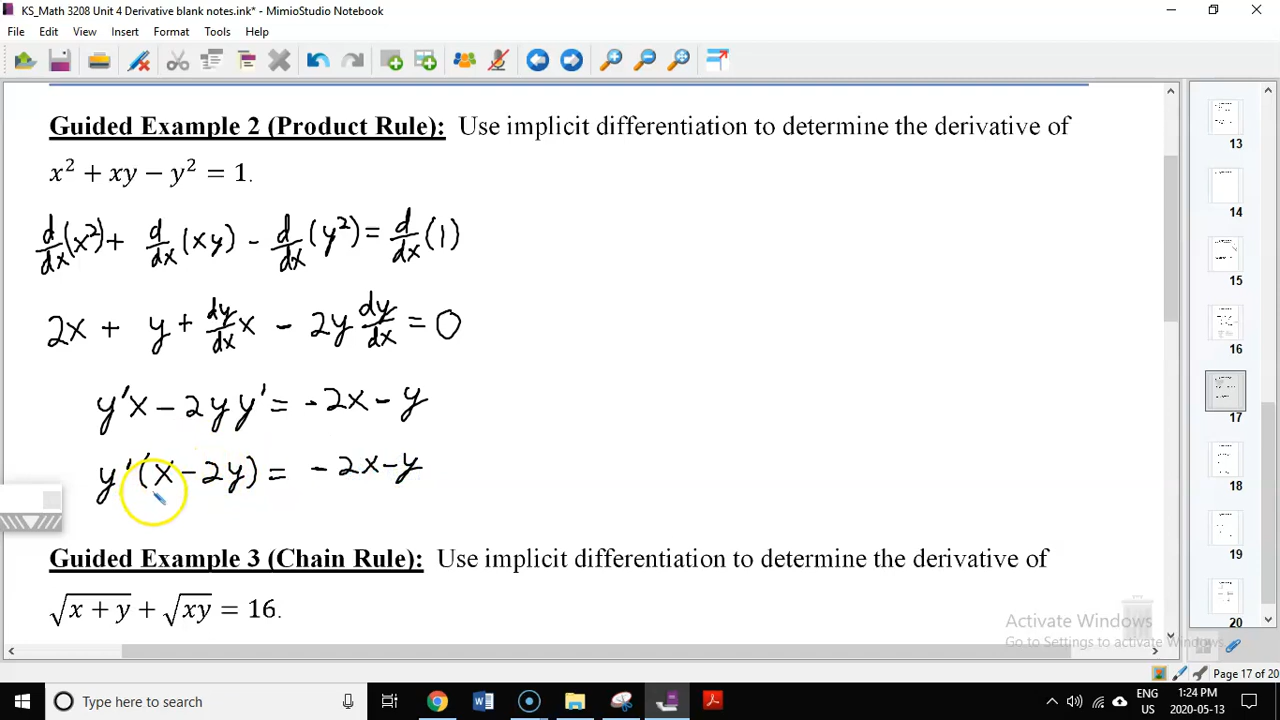 KS_Math 3208 Unit 4 Derivative blank notes.ink* - MimioStudio Notebook
File Edit View Insert Format Tools Help
Guided Example 2 (Product Rule): Use implicit differentiation to determine the derivative of
x² + xy − y² = 1.
d/dx (x²) + d/dx (xy) - d/dx (y²) = d/dx (1)
2x + y + dy/dx x - 2y dy/dx = 0
y'x - 2yy' = -2x - y
y'(x - 2y) = -2x - y
Guided Example 3 (Chain Rule): Use implicit differentiation to determine the derivative of
√(x + y) + √(xy) = 16.
13
14
15
16
17
18
19
20
Activate Windows
Go to Settings to activate Windows.
Page 17 of 20
Type here to search
ENG
US
1:24 PM
2020-05-13